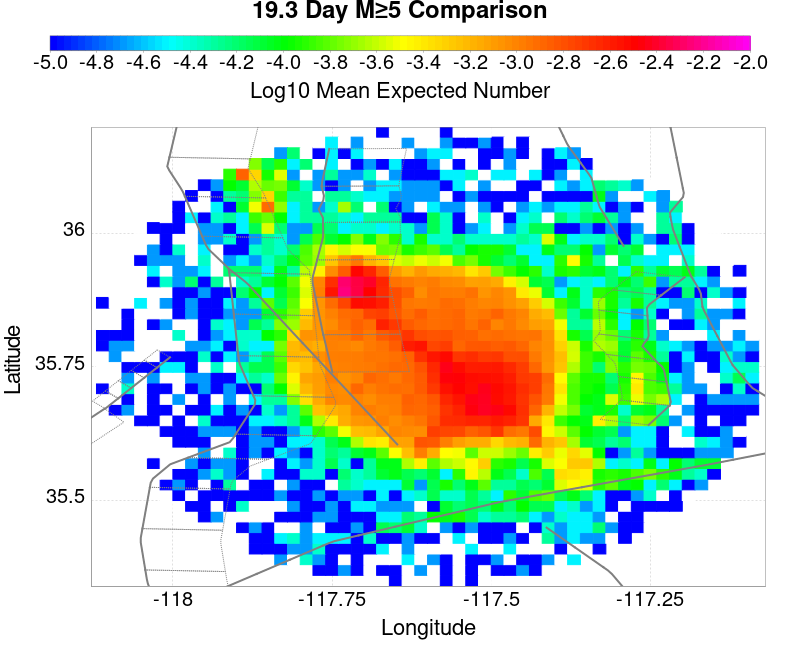 19.3 Day M≥5 Comparison
-5.0 -4.8 -4.6 -4.4 -4.2 -4.0 -3.8 -3.6 -3.4 -3.2 -3.0 -2.8 -2.6 -2.4 -2.2 -2.0
Log10 Mean Expected Number
36
35.75
35.5
Latitude
-118 -117.75 -117.5 -117.25
Longitude